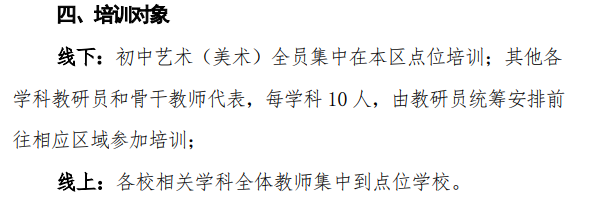 四、培训对象
线下：初中艺术（美术）全员集中在本区点位培训；其他各
学科教研员和骨干教师代表，每学科 10 人，由教研员统筹安排前
往相应区域参加培训；
线上：各校相关学科全体教师集中到点位学校。